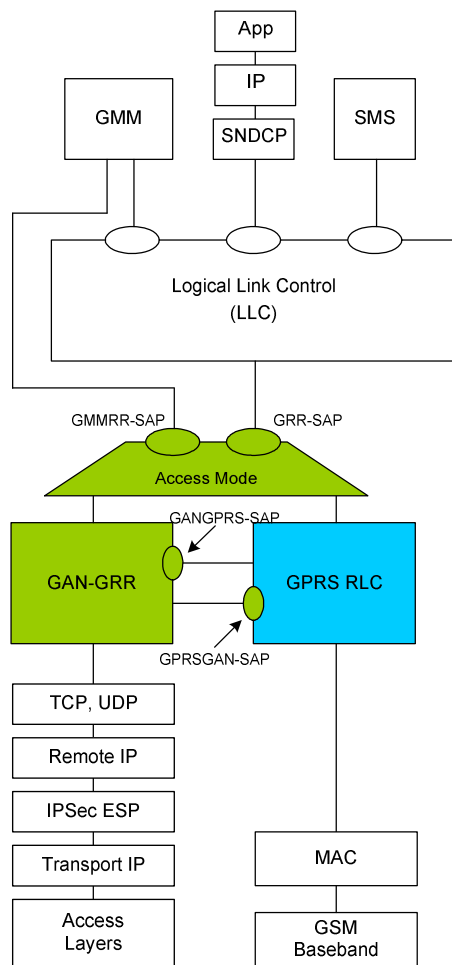 App
IP
GMM
SMS
SNDCP
Logical Link Control
(LLC)
GMMRR-SAP
GRR-SAP
Access Mode
GANGPRS-SAP
GAN-GRR
GPRS RLC
GPRSGAN-SAP
TCP, UDP
Remote IP
IPSec ESP
Transport IP
MAC
Access
Layers
GSM
Baseband